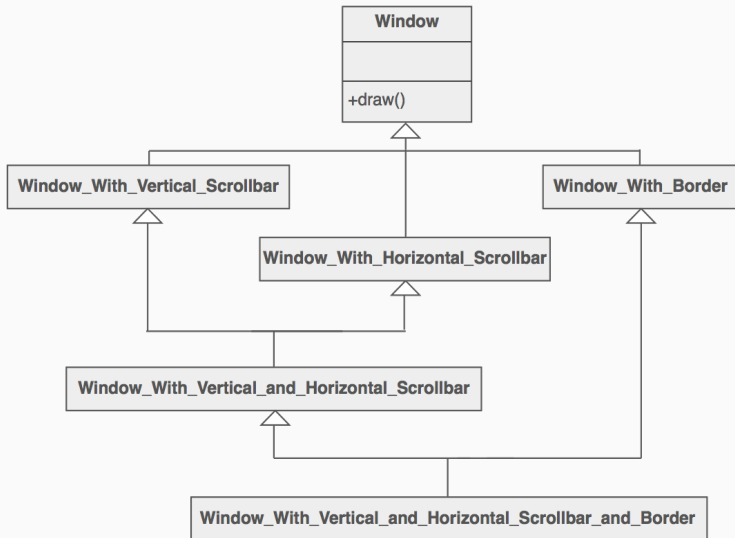 Window
+draw()
Window_With_Vertical_Scrollbar
Window_With_Border
Window_With_Horizontal_Scrollbar
Window_With_Vertical_and_Horizontal_Scrollbar
Window_With_Vertical_and_Horizontal_Scrollbar_and_Border